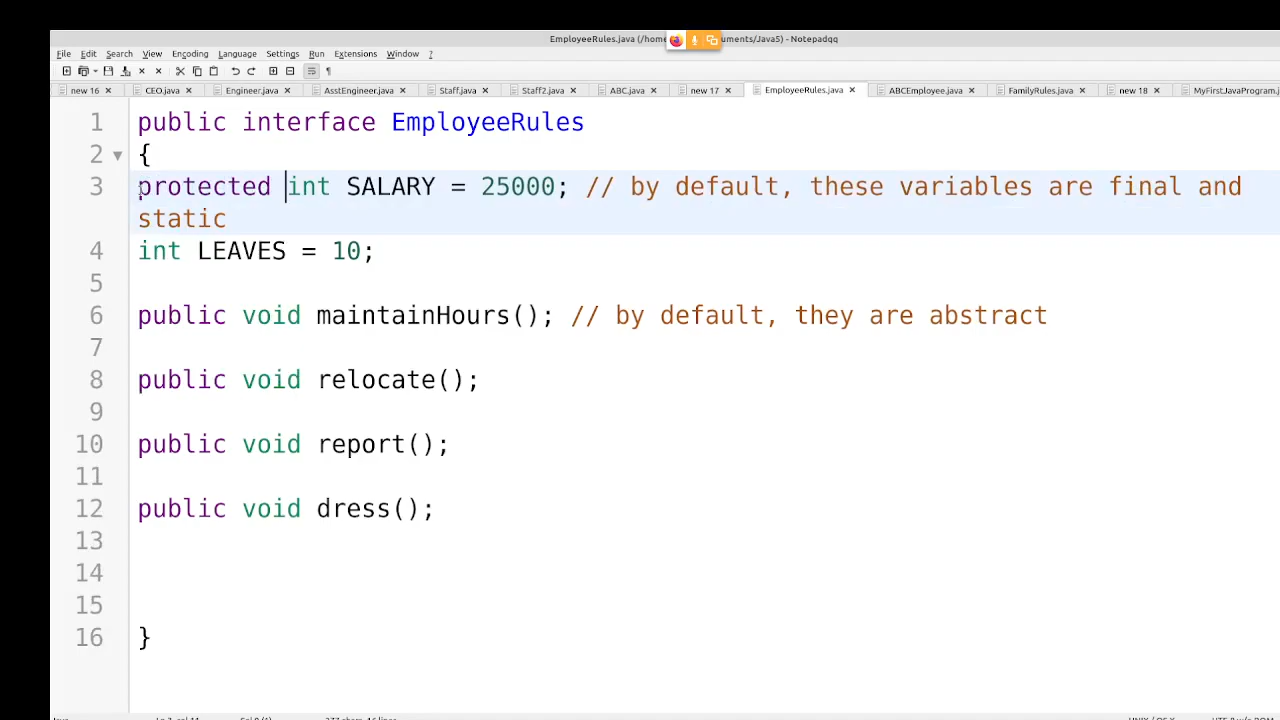 EmployeeRules.java (/home uments/Java5) - Notepadqq
File Edit Search View Encoding Language Settings Run Extensions Window ?
new 16 CEO.java Engineer.java AsstEngineer.java Staff.java Staff2.java ABC.java new 17 EmployeeRules.java ABCEmployee.java FamilyRules.java new 18 MyFirstJavaProgram.j
1 public interface EmployeeRules
2 {
3 protected int SALARY = 25000; // by default, these variables are final and
static
4 int LEAVES = 10;
5
6 public void maintainHours(); // by default, they are abstract
7
8 public void relocate();
9
10 public void report();
11
12 public void dress();
13
14
15
16 }